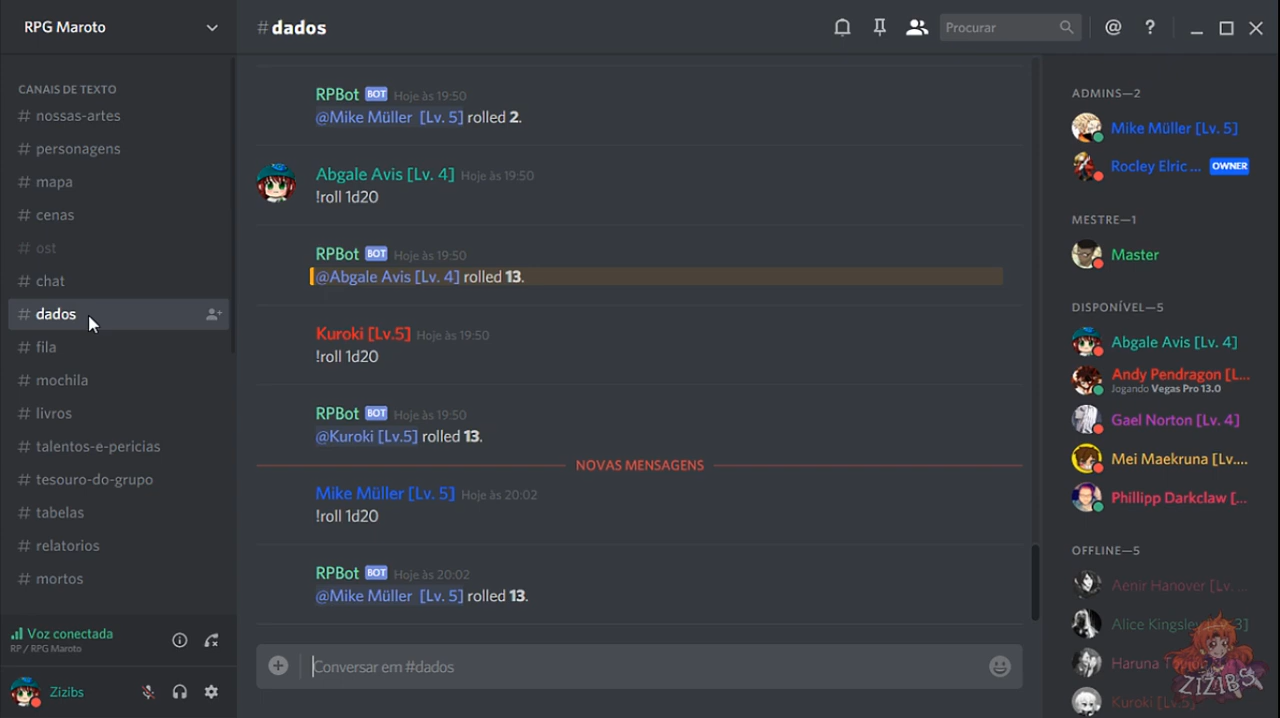 RPG Maroto
CANAIS DE TEXTO
# nossas-artes
# personagens
# mapa
# cenas
# ost
# chat
# dados
# fila
# mochila
# livros
# talentos-e-pericias
# tesouro-do-grupo
# tabelas
# relatorios
# mortos
Voz conectada
RP / RPG Maroto
Zizibs
#dados
Procurar
@ ?
RPBot BOT Hoje às 19:50
@Mike Müller [Lv. 5] rolled 2.
Abgale Avis [Lv. 4] Hoje às 19:50
!roll 1d20
RPBot BOT Hoje às 19:50
@Abgale Avis [Lv. 4] rolled 13.
Kuroki [Lv.5] Hoje às 19:50
!roll 1d20
RPBot BOT Hoje às 19:50
@Kuroki [Lv.5] rolled 13.
NOVAS MENSAGENS
Mike Müller [Lv. 5] Hoje às 20:02
!roll 1d20
RPBot BOT Hoje às 20:02
@Mike Müller [Lv. 5] rolled 13.
Conversar em #dados
ADMINS—2
Mike Müller [Lv. 5]
Rocley Elric ... OWNER
MESTRE—1
Master
DISPONÍVEL—5
Abgale Avis [Lv. 4]
Andy Pendragon [L...
Jogando Vegas Pro 13.0
Gael Norton [Lv. 4]
Mei Maekruna [Lv....
Phillipp Darkclaw [...
OFFLINE—5
Aenir Hanover [Lv. ...
Alice Kingsley [Lv. 3]
Haruna
Kuroki [Lv.5]
ZIZIBS